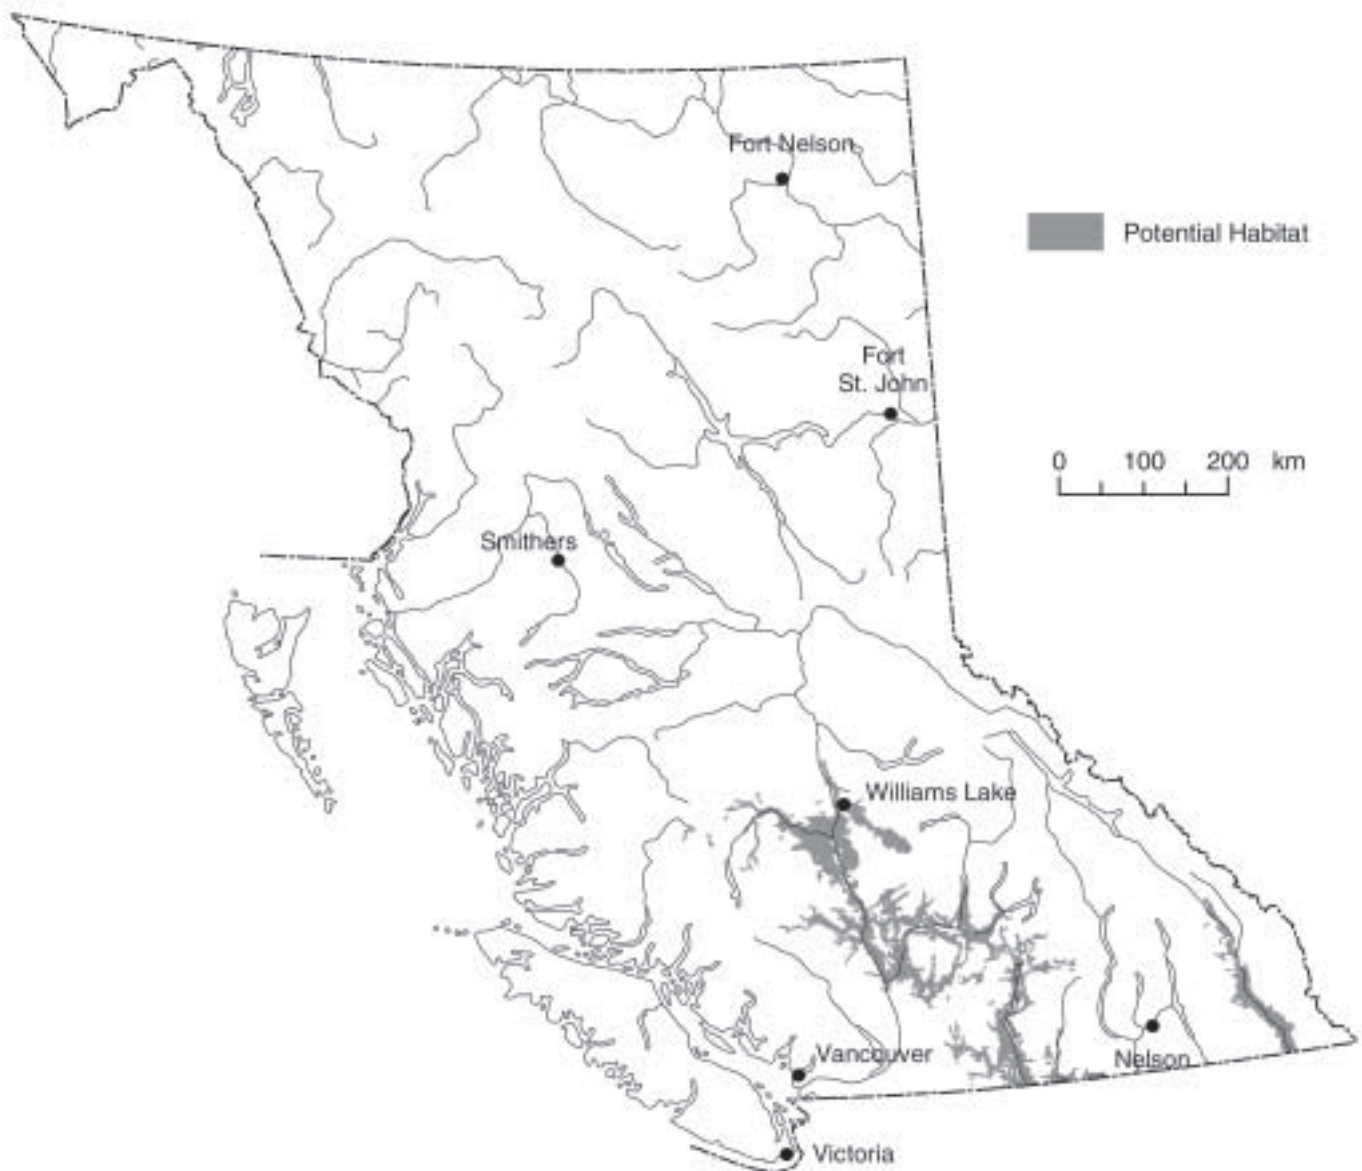 Fort Nelson
Potential Habitat
Fort
St. John
0 100 200 km
Smithers
Williams Lake
Vancouver
Nelson
Victoria